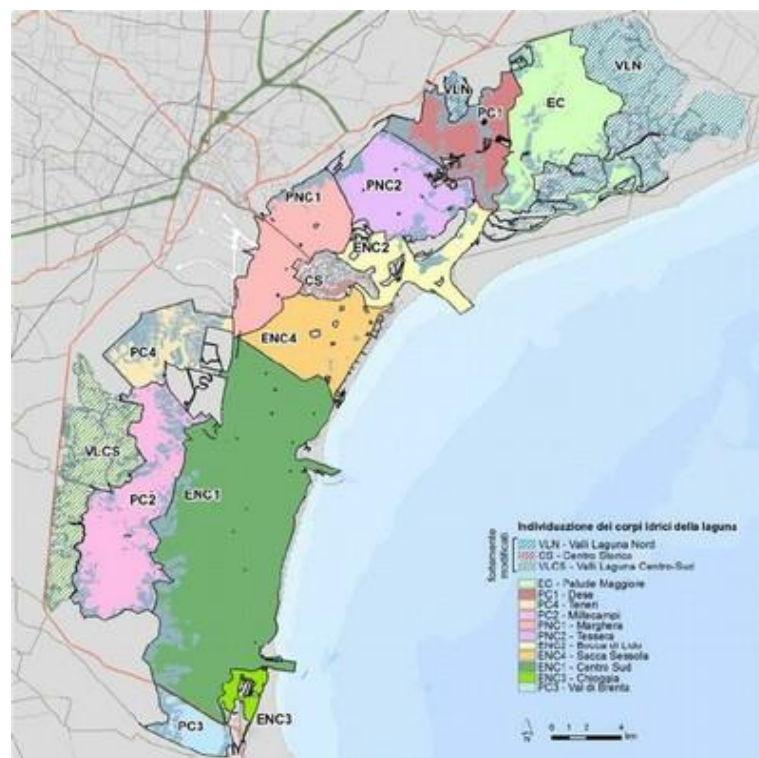 VLN
VLN
EC
PC1
PNC2
PNC1
ENC2
CS
ENC4
PC4
VLCS
PC2
ENC1
PC3
ENC3
Individuazione dei corpi idrici della laguna
fortemente
modificati
VLN - Valli Laguna Nord
CS - Centro Storico
VLCS - Valli Laguna Centro-Sud
EC - Palude Maggiore
PC1 - Dese
PC4 - Teneri
PC2 - Millecampi
PNC1 - Marghera
PNC2 - Tessera
ENC2 - Bocca di Lido
ENC4 - Sacca Sessola
ENC1 - Centro Sud
ENC3 - Chioggia
PC3 - Val di Brenta
N
0 1 2 4
km